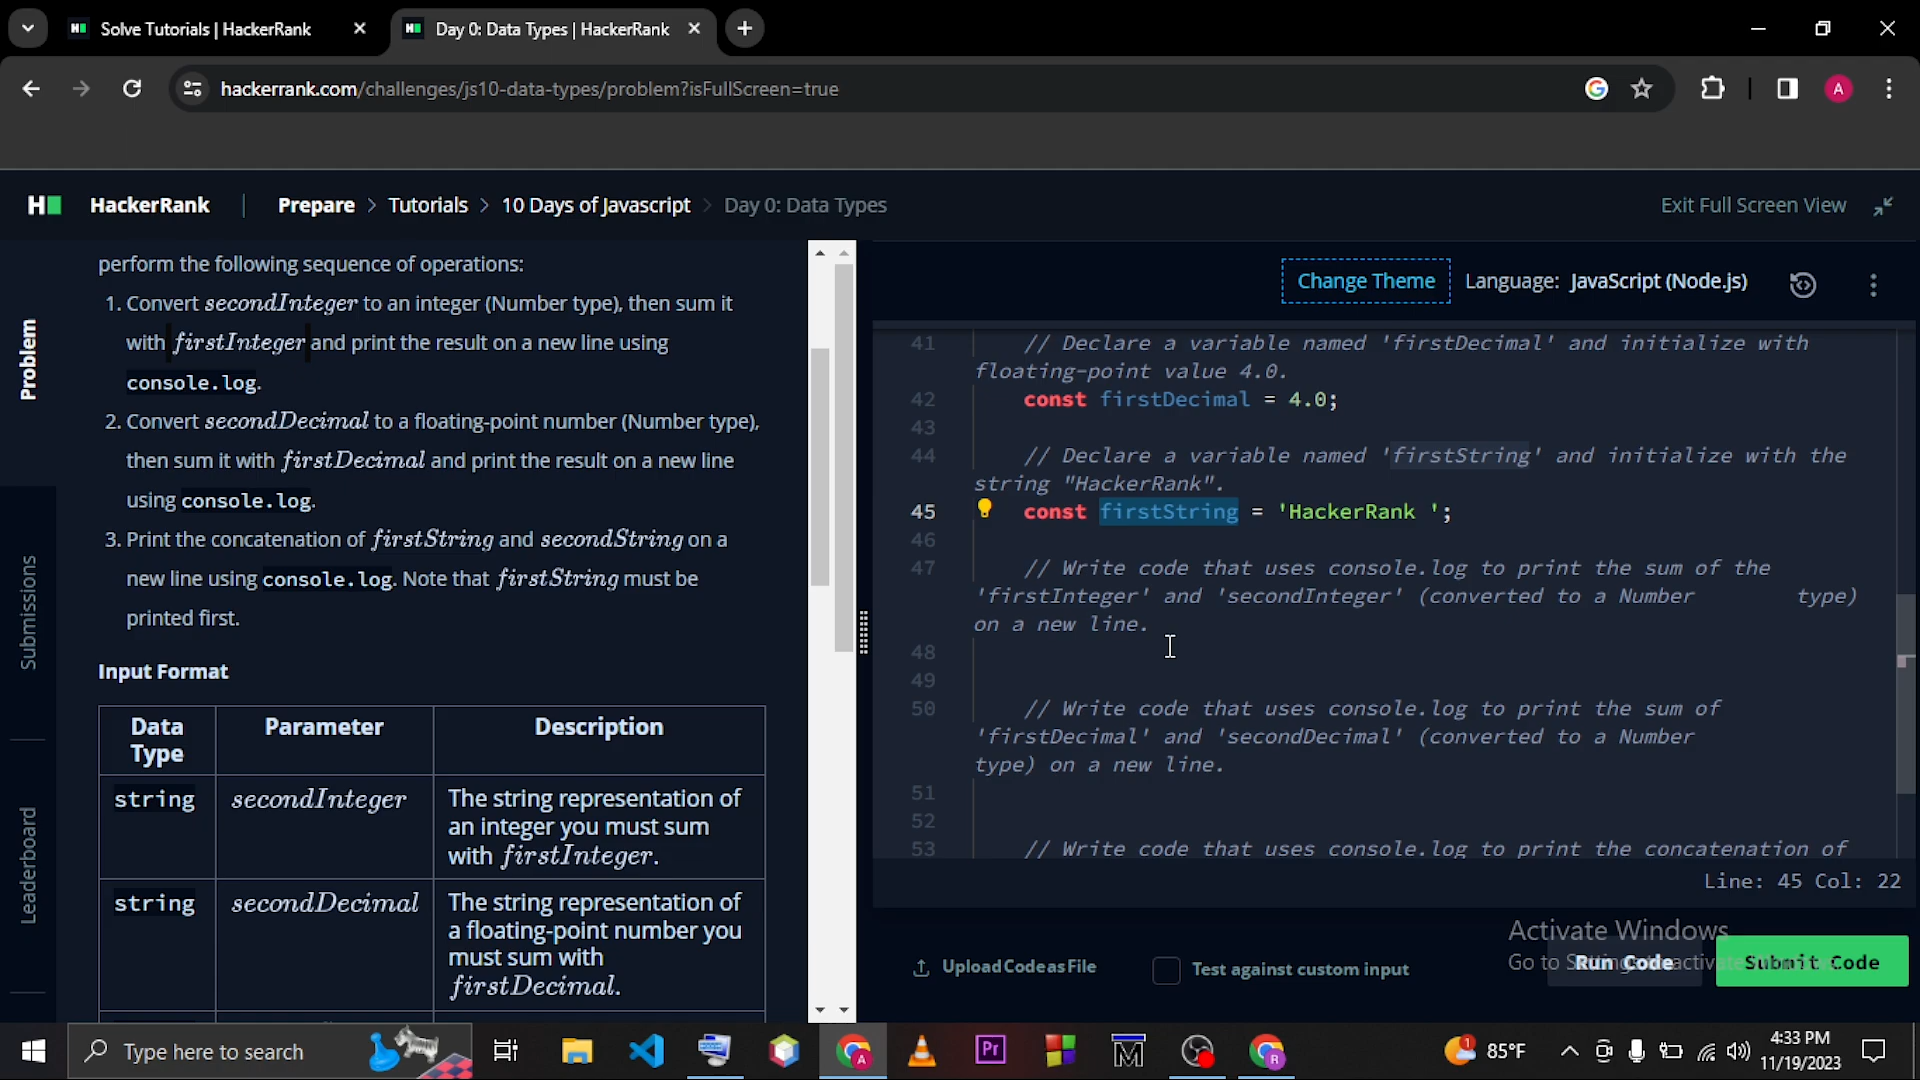 Solve Tutorials | HackerRank
Day 0: Data Types | HackerRank
hackerrank.com/challenges/js10-data-types/problem?isFullScreen=true
A
HackerRank
Prepare > Tutorials > 10 Days of Javascript > Day 0: Data Types
Exit Full Screen View
Problem
Submissions
Leaderboard
perform the following sequence of operations:
1. Convert secondInteger to an integer (Number type), then sum it
with firstInteger and print the result on a new line using
console.log.
2. Convert secondDecimal to a floating-point number (Number type),
then sum it with firstDecimal and print the result on a new line
using console.log.
3. Print the concatenation of firstString and secondString on a
new line using console.log. Note that firstString must be
printed first.
Input Format
Data Type
Parameter
Description
string
secondInteger
The string representation of
an integer you must sum
with firstInteger.
string
secondDecimal
The string representation of
a floating-point number you
must sum with
firstDecimal.
Change Theme
Language: JavaScript (Node.js)
41 // Declare a variable named 'firstDecimal' and initialize with
floating-point value 4.0.
42 const firstDecimal = 4.0;
43
44 // Declare a variable named 'firstString' and initialize with the
string "HackerRank".
45 const firstString = 'HackerRank ';
46
47 // Write code that uses console.log to print the sum of the
'firstInteger' and 'secondInteger' (converted to a Number type)
on a new line.
48
49
50 // Write code that uses console.log to print the sum of
'firstDecimal' and 'secondDecimal' (converted to a Number
type) on a new line.
51
52
53 // Write code that uses console.log to print the concatenation of
Line: 45 Col: 22
Upload Code as File
Test against custom input
Activate Windows
Run Code
Submit Code
Type here to search
85°F
4:33 PM
11/19/2023